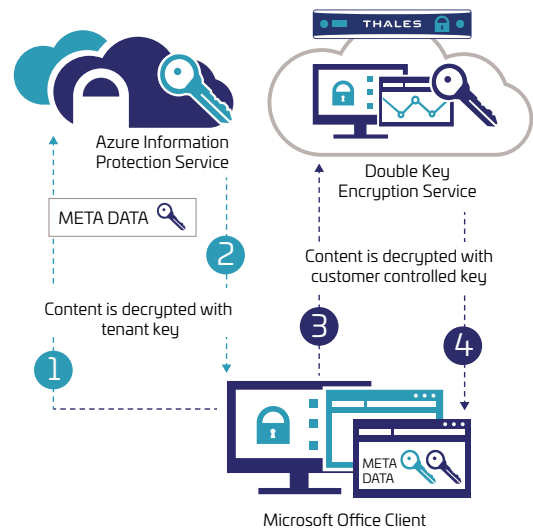 THALES
Azure Information
Protection Service
Double Key
Encryption Service
META DATA
2
Content is decrypted with
customer controlled key
Content is decrypted with
tenant key
3
4
1
META
DATA
Microsoft Office Client